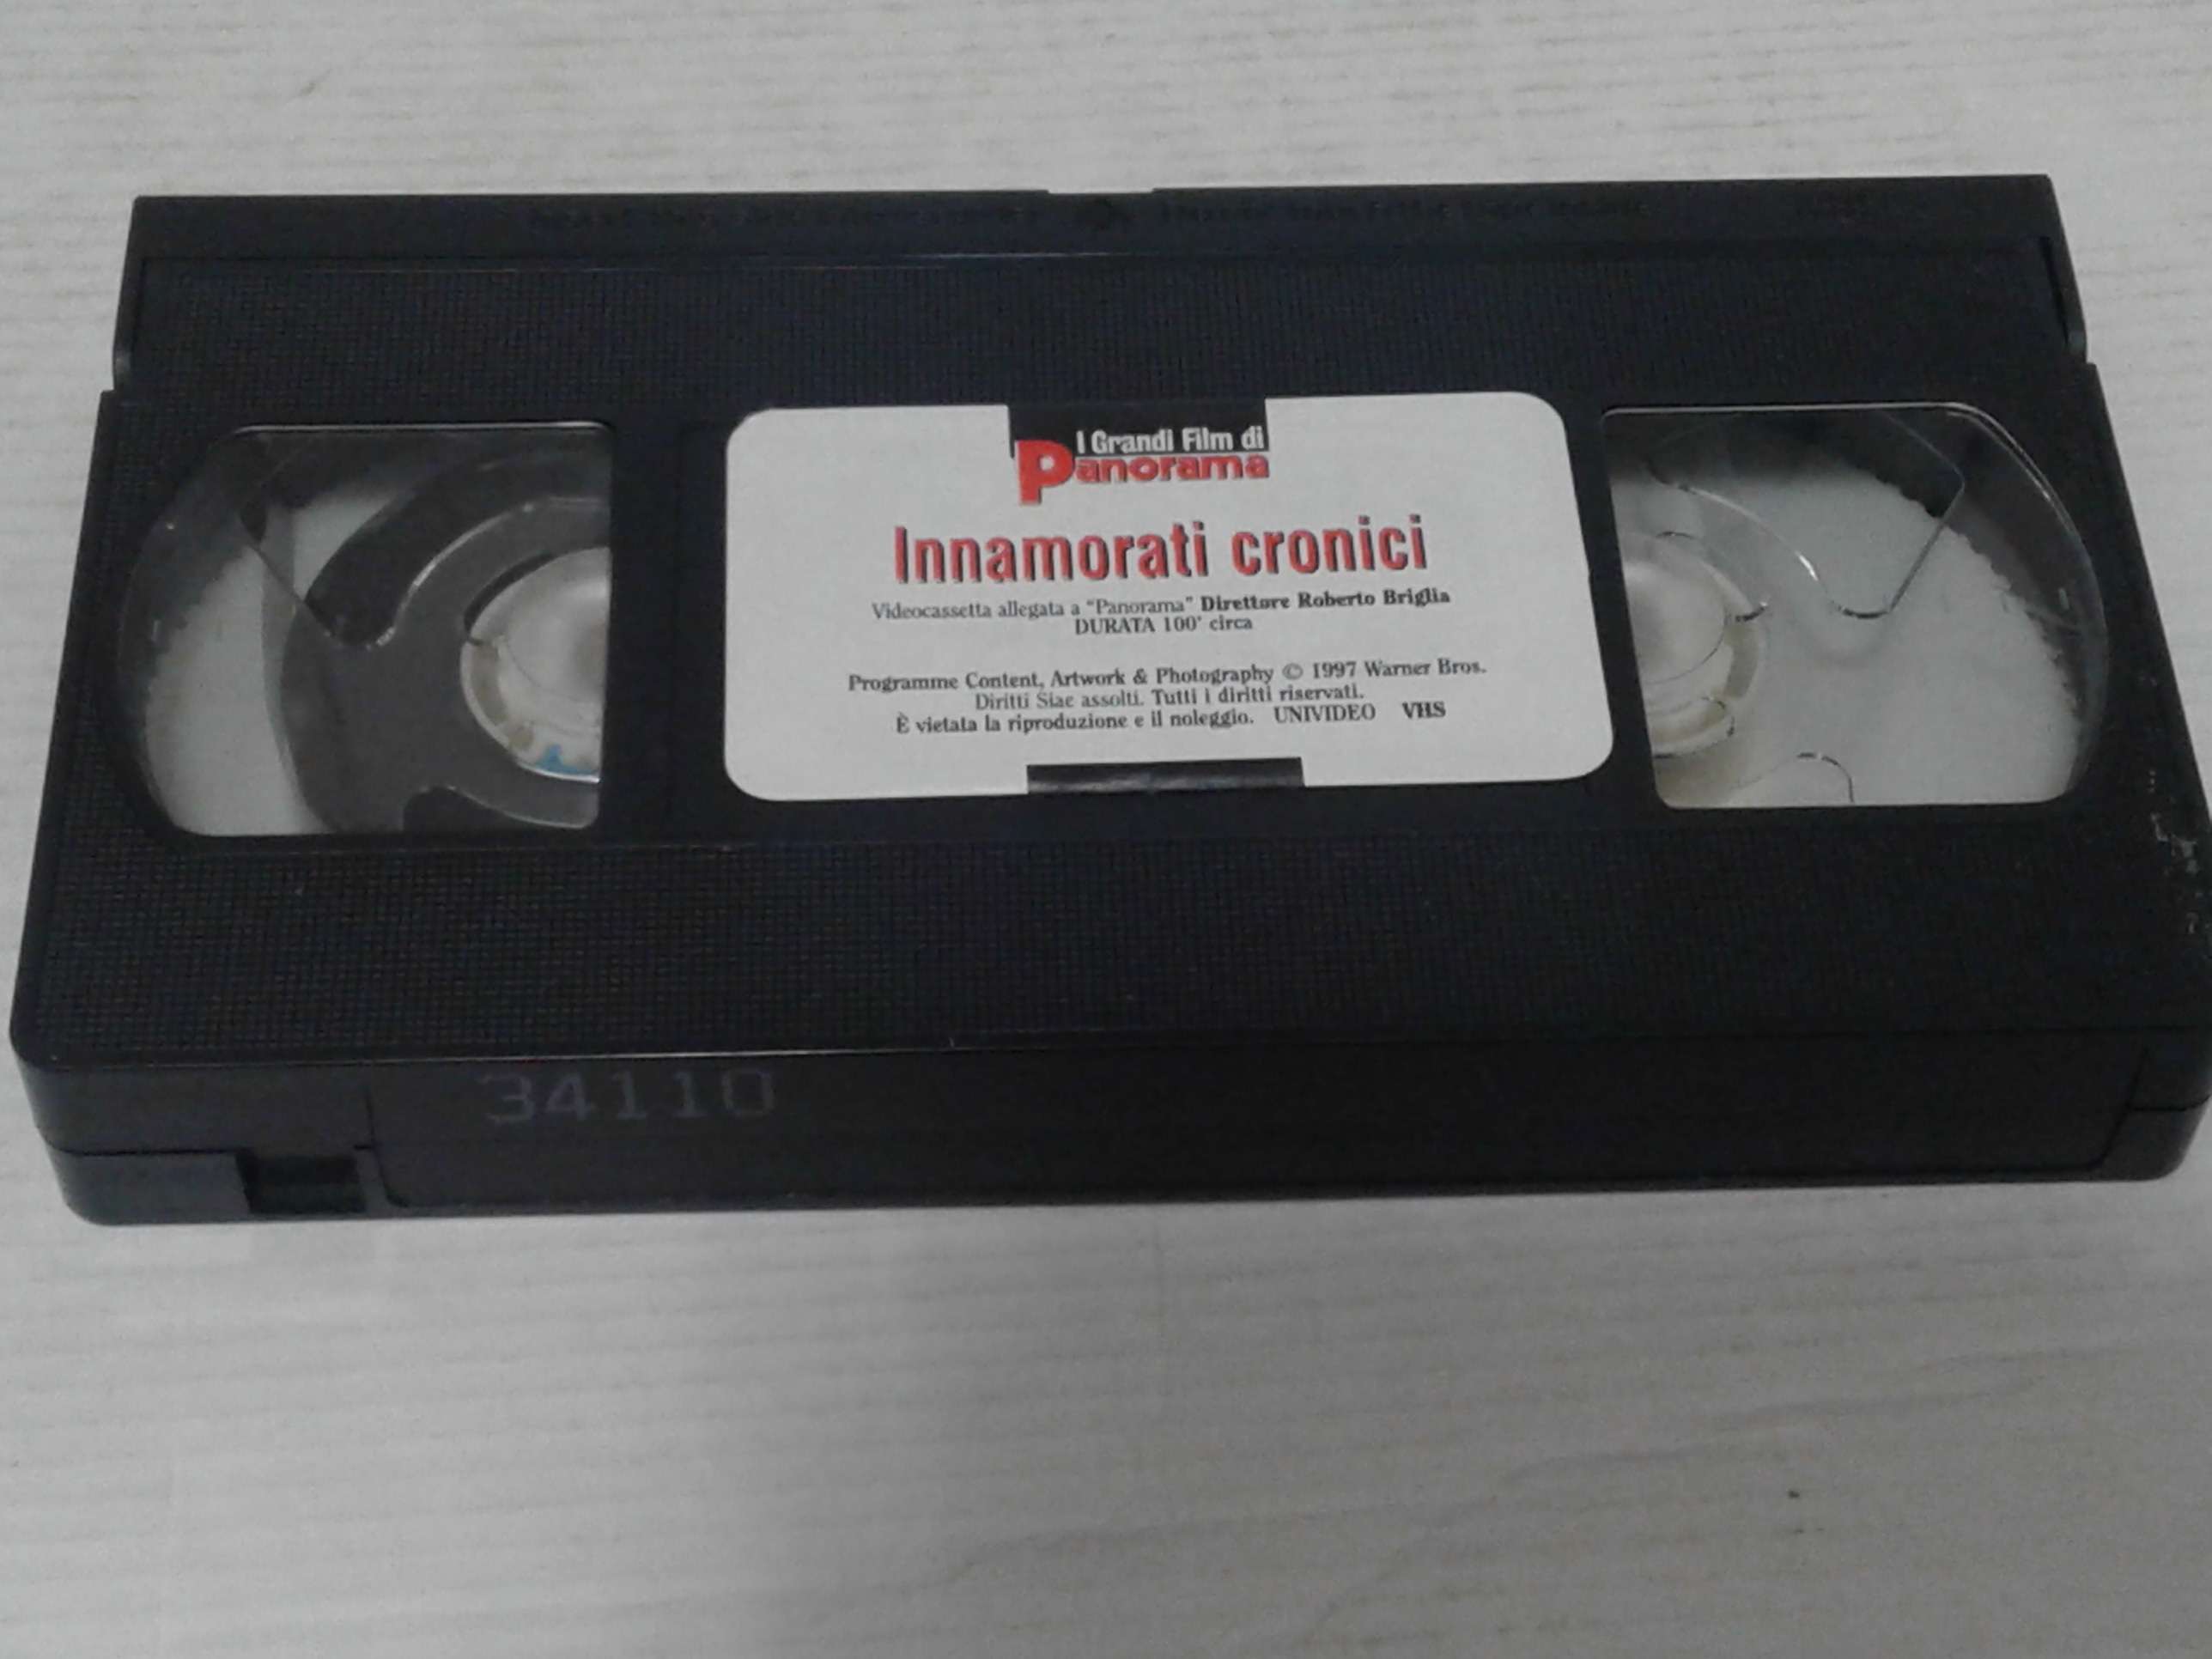 I Grandi Film di
Panorama
Innamorati cronici
Videocassetta allegata a "Panorama" Direttore Roberto Briglia
DURATA 100' circa
Programme Content, Artwork & Photography © 1997 Warner Bros.
Diritti Siae assolti. Tutti i diritti riservati.
È vietata la riproduzione e il noleggio. UNIVIDEO VHS
34110